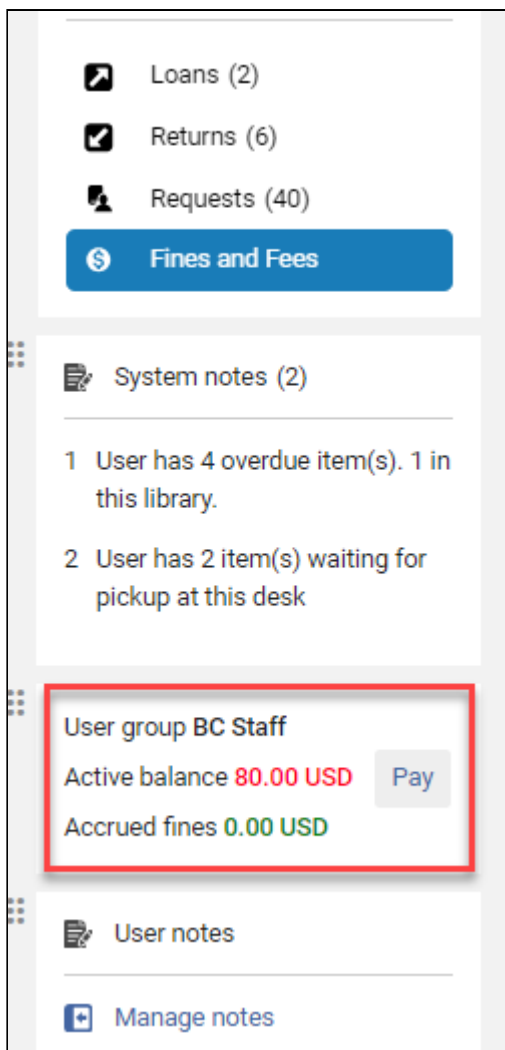 Loans (2)
Returns (6)
Requests (40)
Fines and Fees
System notes (2)
1 User has 4 overdue item(s). 1 in
this library.
2 User has 2 item(s) waiting for
pickup at this desk
User group BC Staff
Active balance 80.00 USD Pay
Accrued fines 0.00 USD
User notes
Manage notes